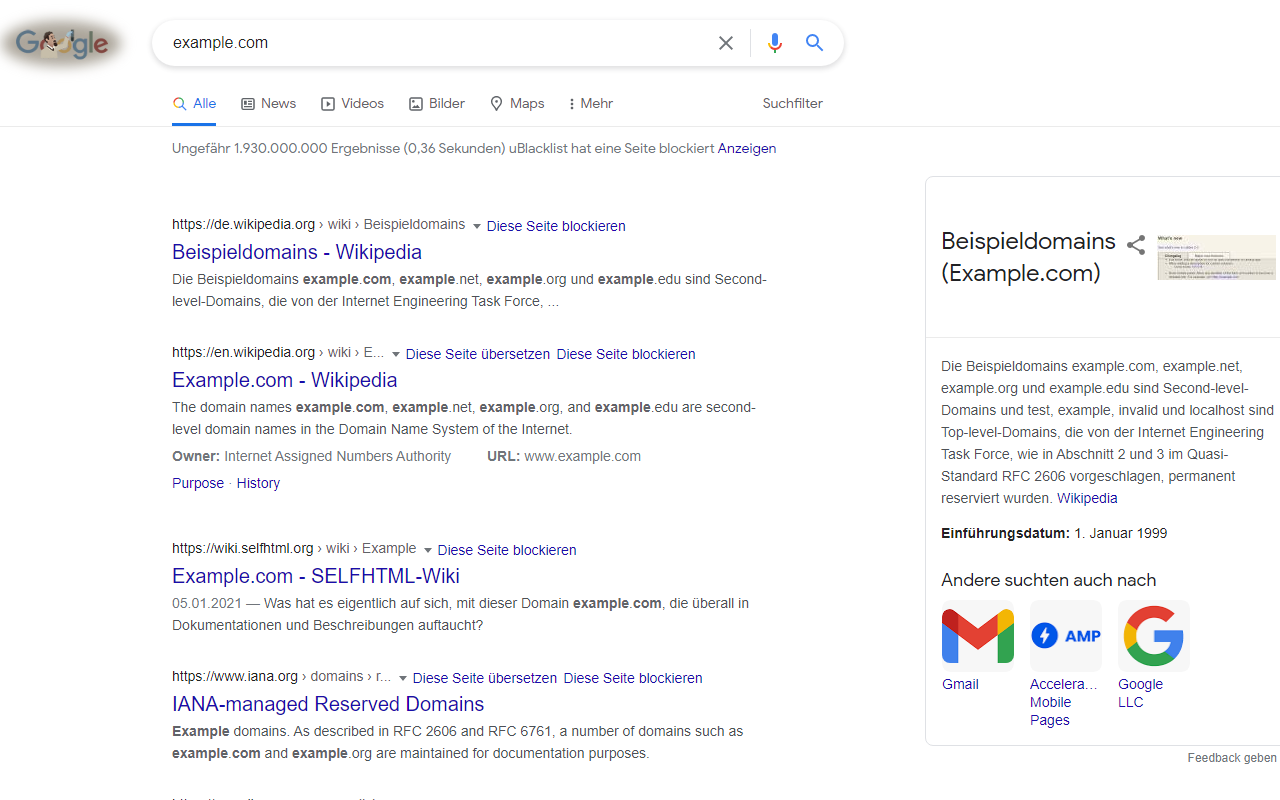 Google
example.com
Alle News Videos Bilder Maps Mehr Suchfilter
Ungefähr 1.930.000.000 Ergebnisse (0,36 Sekunden) uBlacklist hat eine Seite blockiert Anzeigen
https://de.wikipedia.org › wiki › Beispieldomains Diese Seite blockieren
Beispieldomains - Wikipedia
Die Beispieldomains example.com, example.net, example.org und example.edu sind Second-
level-Domains, die von der Internet Engineering Task Force, ...
https://en.wikipedia.org › wiki › E... Diese Seite übersetzen Diese Seite blockieren
Example.com - Wikipedia
The domain names example.com, example.net, example.org, and example.edu are second-
level domain names in the Domain Name System of the Internet.
Owner: Internet Assigned Numbers Authority URL: www.example.com
Purpose · History
https://wiki.selfhtml.org › wiki › Example Diese Seite blockieren
Example.com - SELFHTML-Wiki
05.01.2021 — Was hat es eigentlich auf sich, mit dieser Domain example.com, die überall in
Dokumentationen und Beschreibungen auftaucht?
https://www.iana.org › domains › r... Diese Seite übersetzen Diese Seite blockieren
IANA-managed Reserved Domains
Example domains. As described in RFC 2606 and RFC 6761, a number of domains such as
example.com and example.org are maintained for documentation purposes.
Beispieldomains
(Example.com)
What's new
Die Beispieldomains example.com, example.net,
example.org und example.edu sind Second-level-
Domains und test, example, invalid und localhost sind
Top-level-Domains, die von der Internet Engineering
Task Force, wie in Abschnitt 2 und 3 im Quasi-
Standard RFC 2606 vorgeschlagen, permanent
reserviert wurden. Wikipedia
Einführungsdatum: 1. Januar 1999
Andere suchten auch nach
AMP
Gmail Accelera... Google
Mobile LLC
Pages
Feedback geben